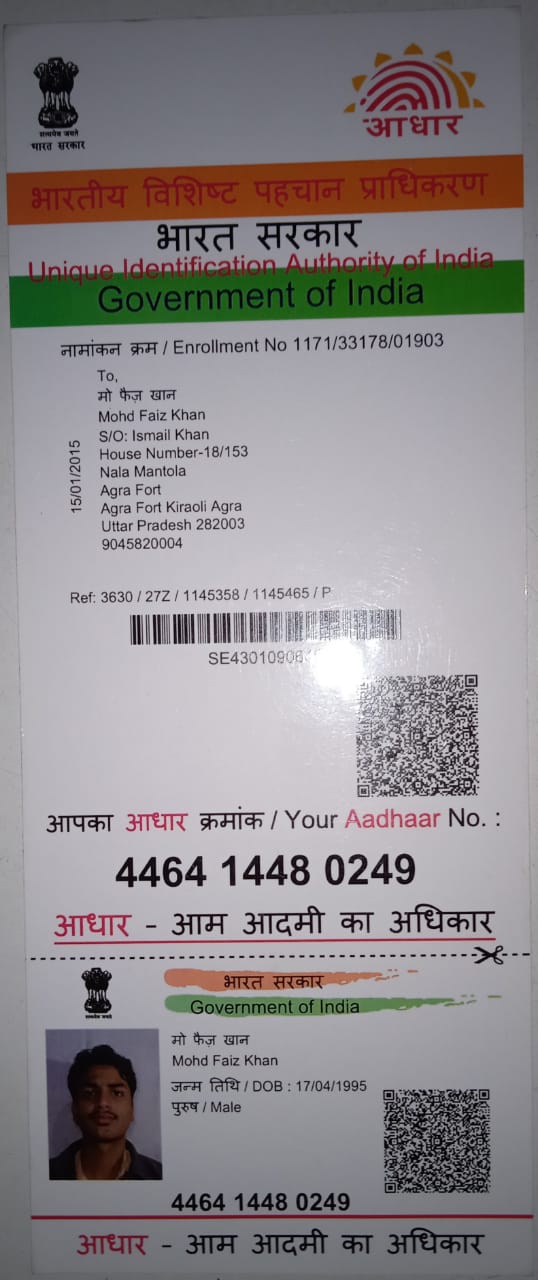 सत्यमेव जयते
भारत सरकार
आधार
भारतीय विशिष्ट पहचान प्राधिकरण
भारत सरकार
Unique Identification Authority of India
Government of India
नामांकन क्रम / Enrollment No 1171/33178/01903
To,
मो फैज़ खान
Mohd Faiz Khan
S/O: Ismail Khan
House Number-18/153
Nala Mantola
Agra Fort
Agra Fort Kiraoli Agra
Uttar Pradesh 282003
9045820004
15/01/2015
Ref: 3630 / 27Z / 1145358 / 1145465 / P
आपका आधार क्रमांक / Your Aadhaar No. :
4464 1448 0249
आधार - आम आदमी का अधिकार
भारत सरकार
Government of India
मो फैज़ खान
Mohd Faiz Khan
जन्म तिथि / DOB : 17/04/1995
पुरुष / Male
4464 1448 0249
आधार - आम आदमी का अधिकार